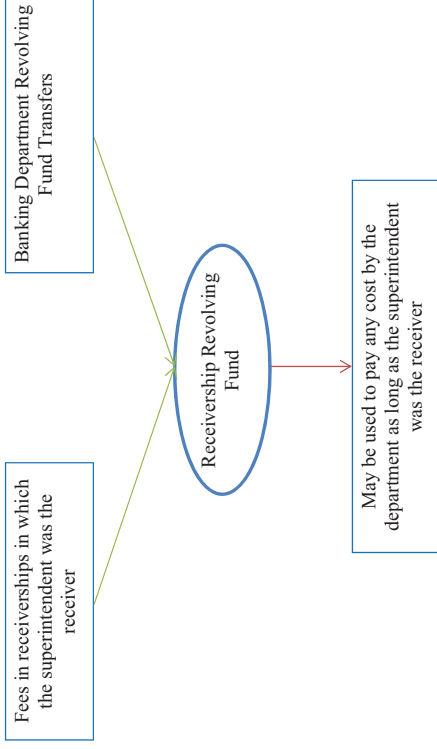 Fees in receiverships in which
the superintendent was the
receiver
Banking Department Revolving
Fund Transfers
Receivership Revolving
Fund
May be used to pay any cost by the
department as long as the superintendent
was the receiver